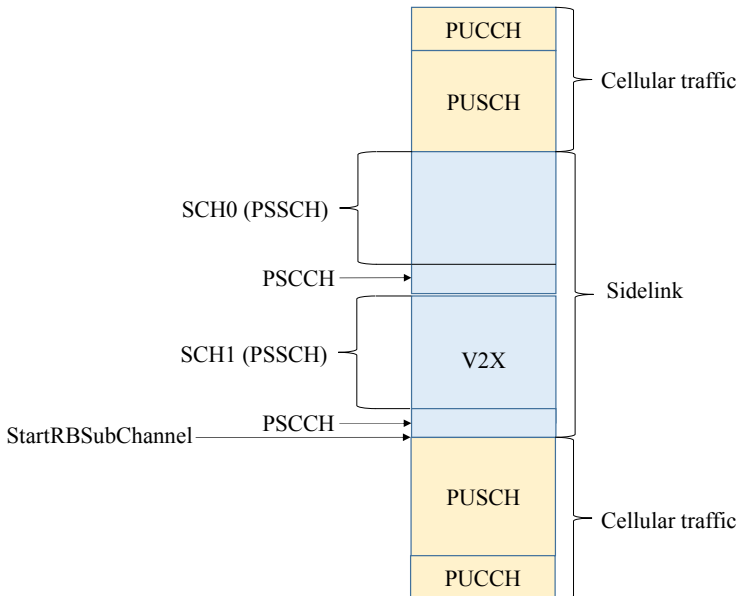 PUCCH
PUSCH
Cellular traffic
SCH0 (PSSCH)
PSCCH
Sidelink
SCH1 (PSSCH)
V2X
PSCCH
StartRBSubChannel
PUSCH
Cellular traffic
PUCCH